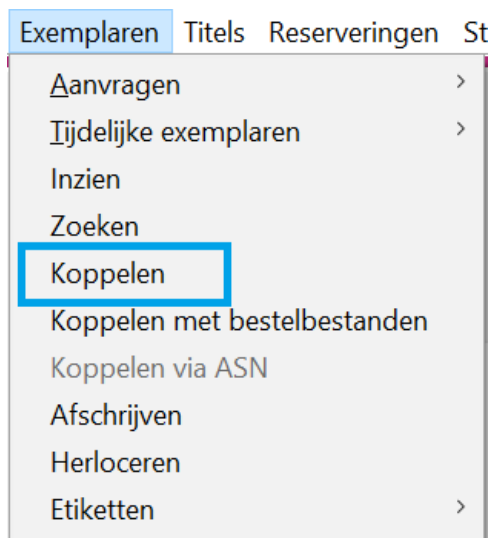 Exemplaren Titels Reserveringen St
Aanvragen
Tijdelijke exemplaren
Inzien
Zoeken
Koppelen
Koppelen met bestelbestanden
Koppelen via ASN
Afschrijven
Herloceren
Etiketten